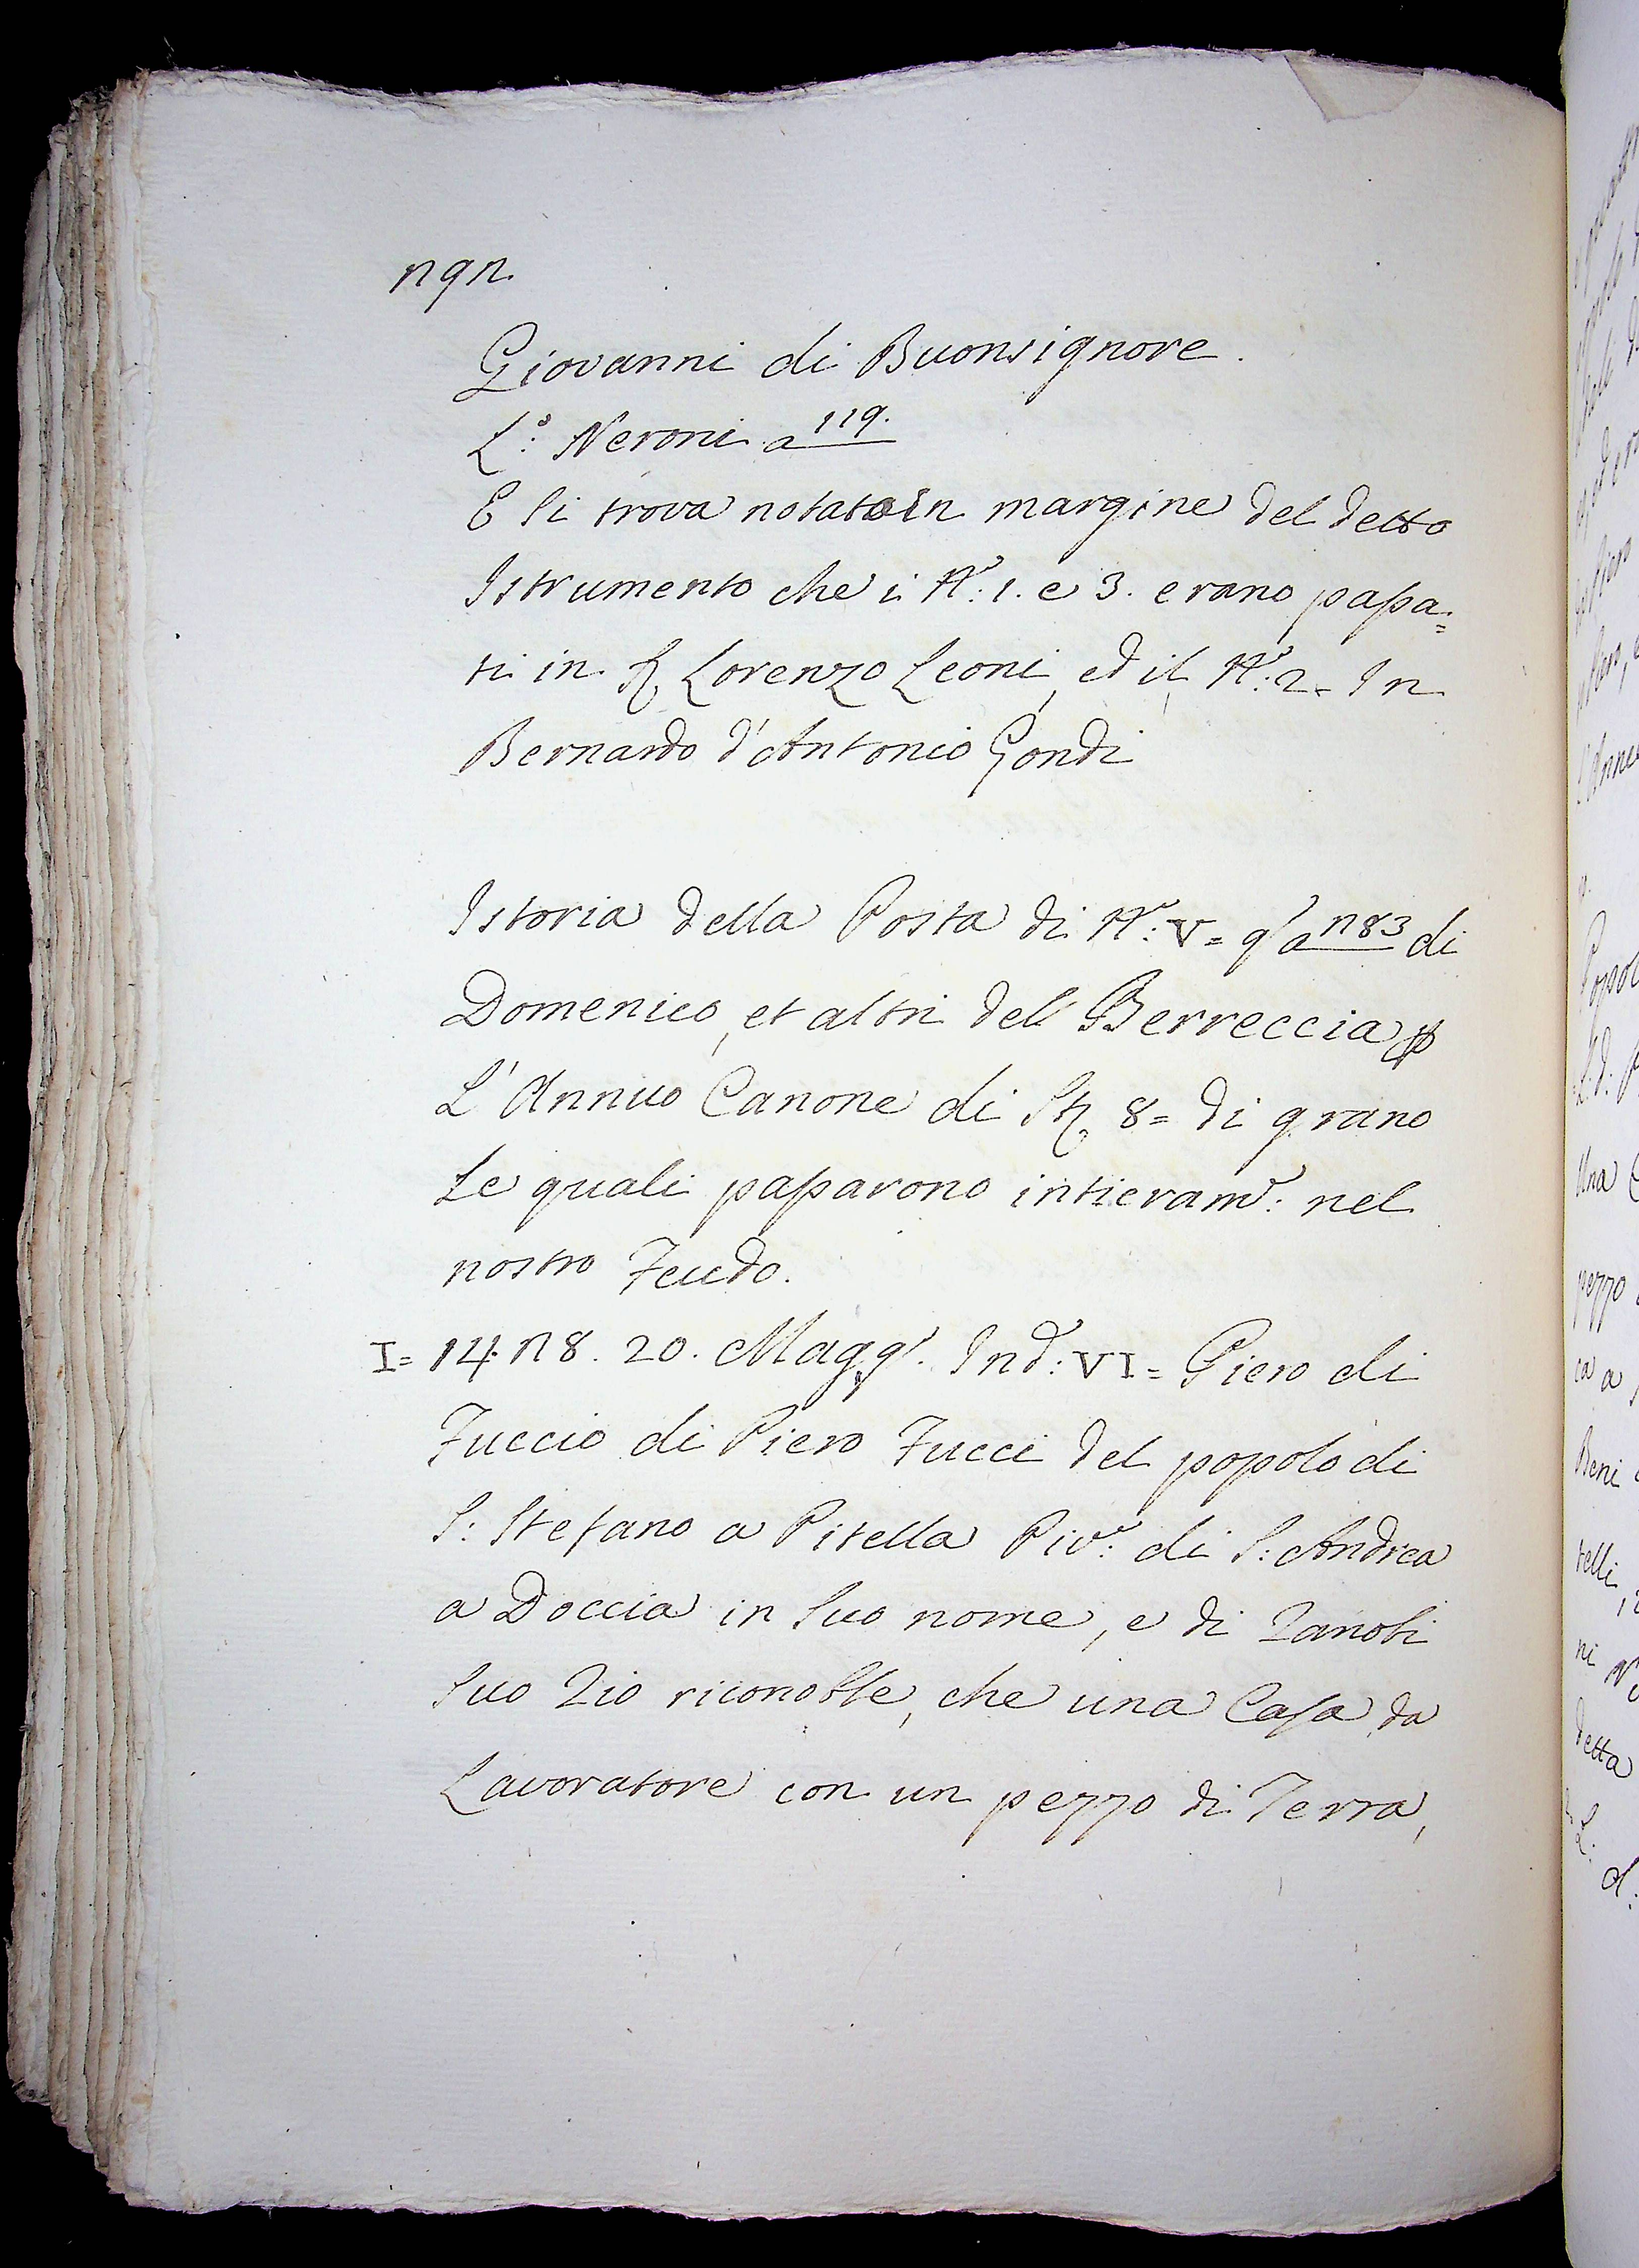 292.
Giovanni di Buonsignore.
L.º Neroni a 119.
E si trova notato in margine del detto
Istrumento che i N.º: 1. e 3. erano passa=
ti in S.r Lorenzo Leoni, ed il N.º: 2. In
Bernardo d'Antonio Gondi
Istoria della Posta di N.º: V= q.a a 283 di
Domenico, et altri del Berreccia p
L'Annuo Canone di St.a 8= di grano
Le quali passarono intieram.e: nel
nostro Feudo.
I= 1428. 20. Magg.o. Ind.e: VI= Piero di
Fuccio di Piero Fucci del popolo di
S: Stefano a Pitella Piv.e: di S: Andrea
a Doccia in suo nome, e di Zanobi
suo Zio riconobbe, che una Casa da
Lavoratore con un pezzo di Terra,